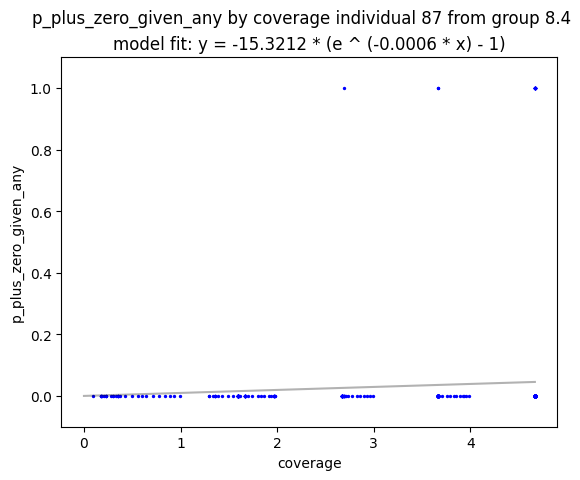 p_plus_zero_given_any by coverage individual 87 from group 8.4
model fit: y = -15.3212 * (e ^ (-0.0006 * x) - 1)
1.0
0.8
0.6
0.4
0.2
0.0
p_plus_zero_given_any
0 1 2 3 4
coverage